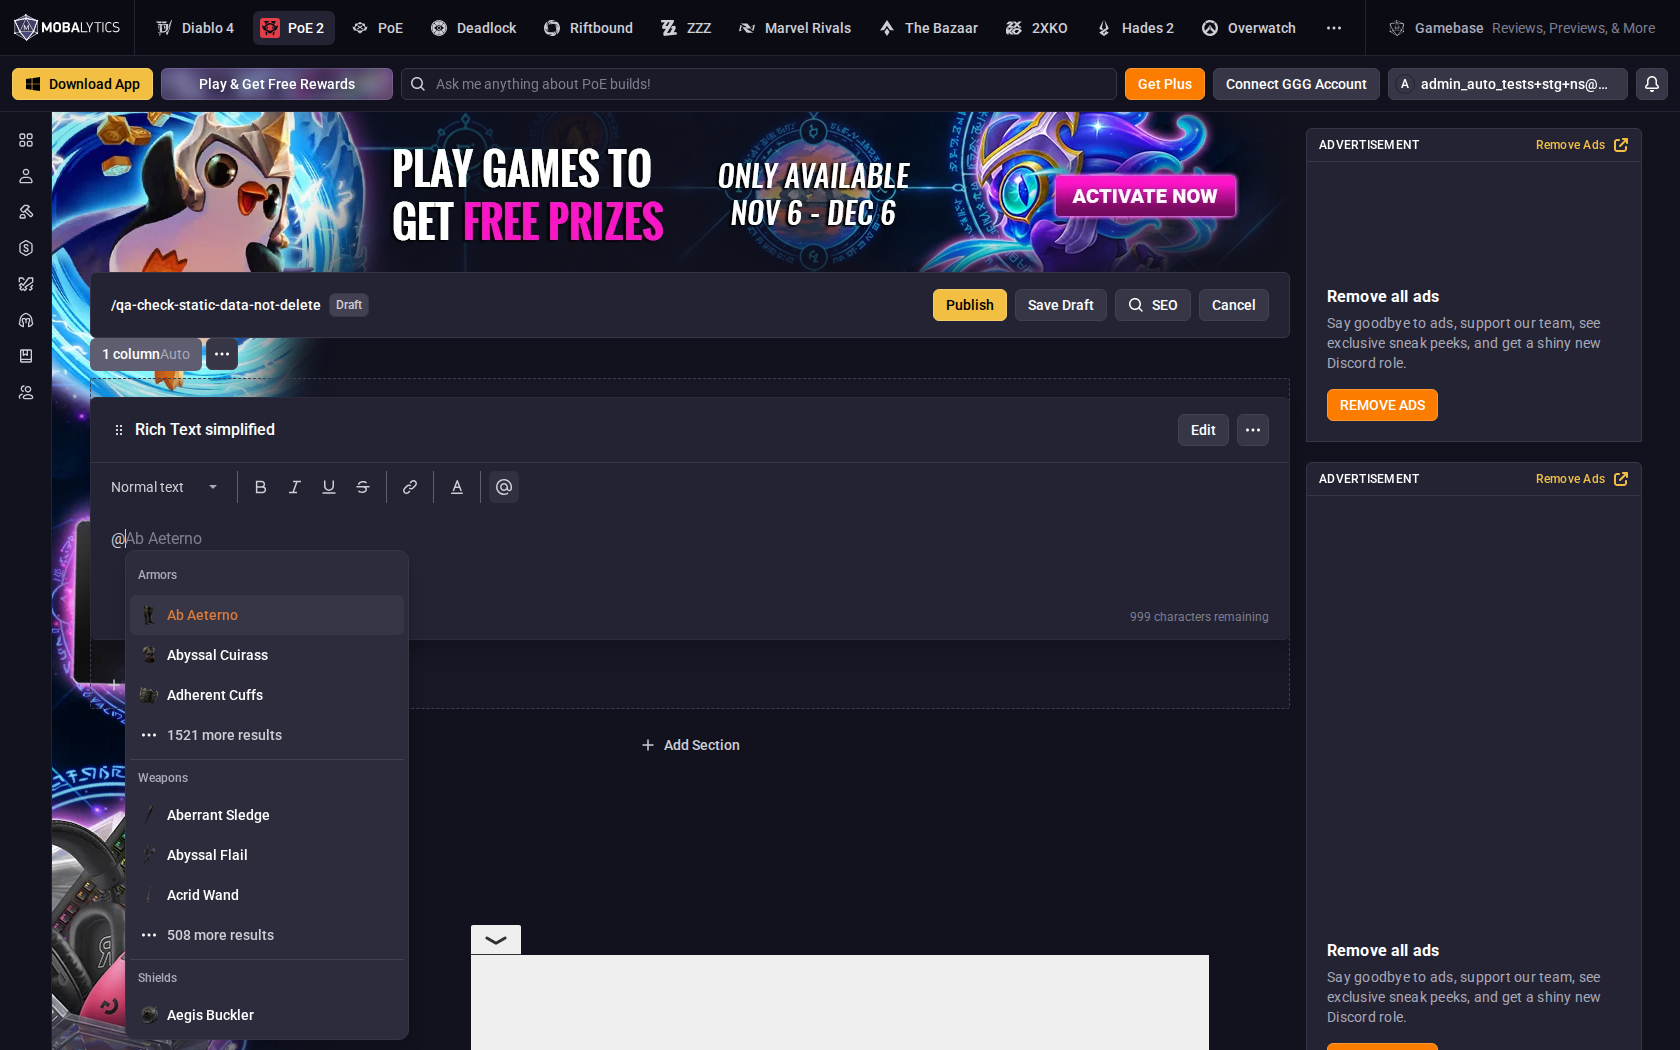 MOBALYTICS
Diablo 4
PoE 2
PoE
Deadlock
Riftbound
ZZZ
Marvel Rivals
The Bazaar
2XKO
Hades 2
Overwatch
Gamebase Reviews, Previews, & More
Download App
Play & Get Free Rewards
Ask me anything about PoE builds!
Get Plus
Connect GGG Account
A admin_auto_tests+stg+ns@...
PLAY GAMES TO
GET FREE PRIZES
ONLY AVAILABLE
NOV 6 - DEC 6
ACTIVATE NOW
/qa-check-static-data-not-delete
Draft
Publish
Save Draft
SEO
Cancel
1 columnAuto
Rich Text simplified
Edit
Normal text
B I U S A @
@Ab Aeterno
999 characters remaining
Armors
Ab Aeterno
Abyssal Cuirass
Adherent Cuffs
1521 more results
Weapons
Aberrant Sledge
Abyssal Flail
Acrid Wand
508 more results
Shields
Aegis Buckler
Add Section
ADVERTISEMENT
Remove Ads
Remove all ads
Say goodbye to ads, support our team, see
exclusive sneak peeks, and get a shiny new
Discord role.
REMOVE ADS
ADVERTISEMENT
Remove Ads
Remove all ads
Say goodbye to ads, support our team, see
exclusive sneak peeks, and get a shiny new
Discord role.